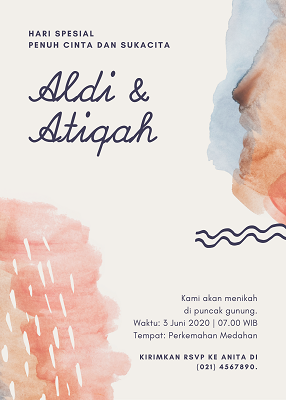 HARI SPESIAL
PENUH CINTA DAN SUKACITA
Aldi &
Atiqah
Kami akan menikah
di puncak gunung.
Waktu: 3 Juni 2020 | 07.00 WIB
Tempat: Perkemahan Medahan
KIRIMKAN RSVP KE ANITA DI
(021) 4567890.